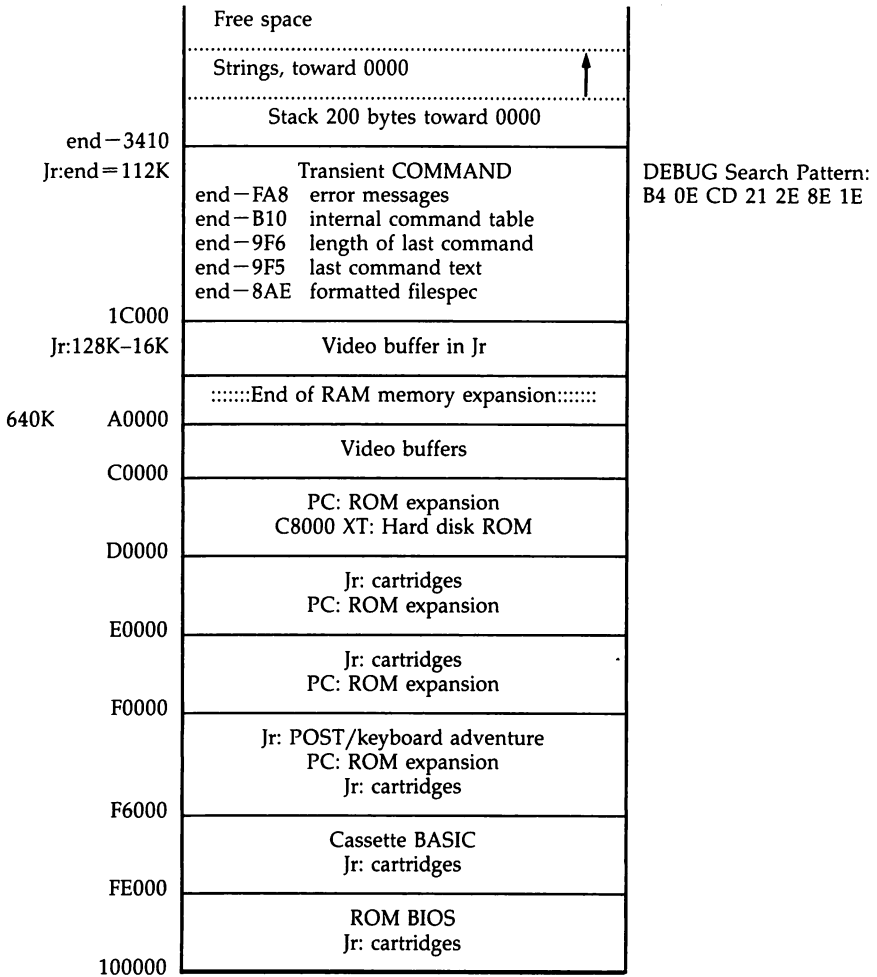 Free space
Strings, toward 0000
Stack 200 bytes toward 0000
end−3410
Jr:end=112K Transient COMMAND DEBUG Search Pattern:
end−FA8 error messages B4 0E CD 21 2E 8E 1E
end−B10 internal command table
end−9F6 length of last command
end−9F5 last command text
end−8AE formatted filespec
1C000
Jr:128K–16K Video buffer in Jr
:::::::End of RAM memory expansion:::::::
640K A0000
Video buffers
C0000
PC: ROM expansion
C8000 XT: Hard disk ROM
D0000
Jr: cartridges
PC: ROM expansion
E0000
Jr: cartridges
PC: ROM expansion
F0000
Jr: POST/keyboard adventure
PC: ROM expansion
Jr: cartridges
F6000
Cassette BASIC
Jr: cartridges
FE000
ROM BIOS
Jr: cartridges
100000